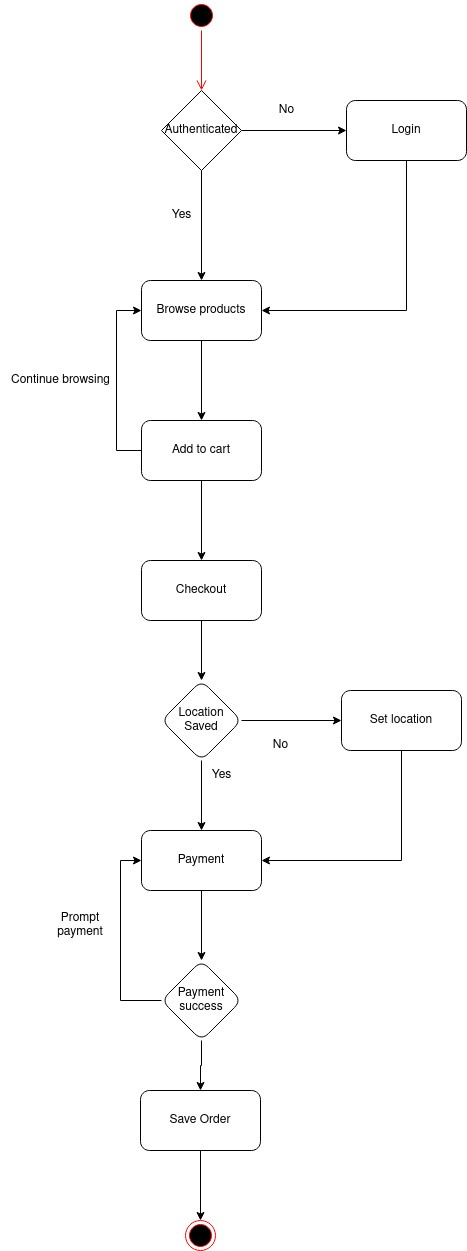 No
Authenticated
Login
Yes
Browse products
Continue browsing
Add to cart
Checkout
Location
Saved
Set location
No
Yes
Payment
Prompt
payment
Payment
success
Save Order